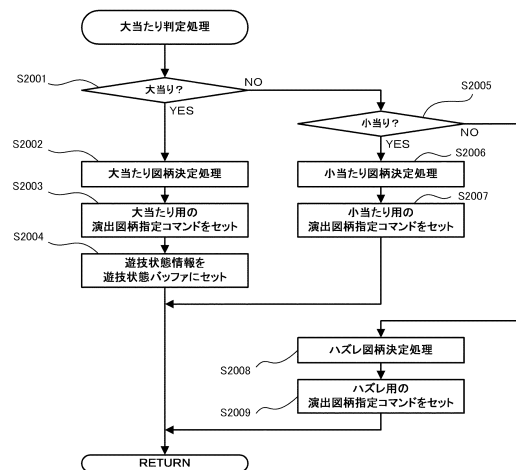 大当たり判定処理
S2001
大当り？
NO
YES
S2005
小当り？
NO
YES
S2002
大当たり図柄決定処理
S2006
小当たり図柄決定処理
S2003
大当たり用の
演出図柄指定コマンドをセット
S2007
小当たり用の
演出図柄指定コマンドをセット
S2004
遊技状態情報を
遊技状態バッファにセット
ハズレ図柄決定処理
S2008
ハズレ用の
演出図柄指定コマンドをセット
S2009
RETURN